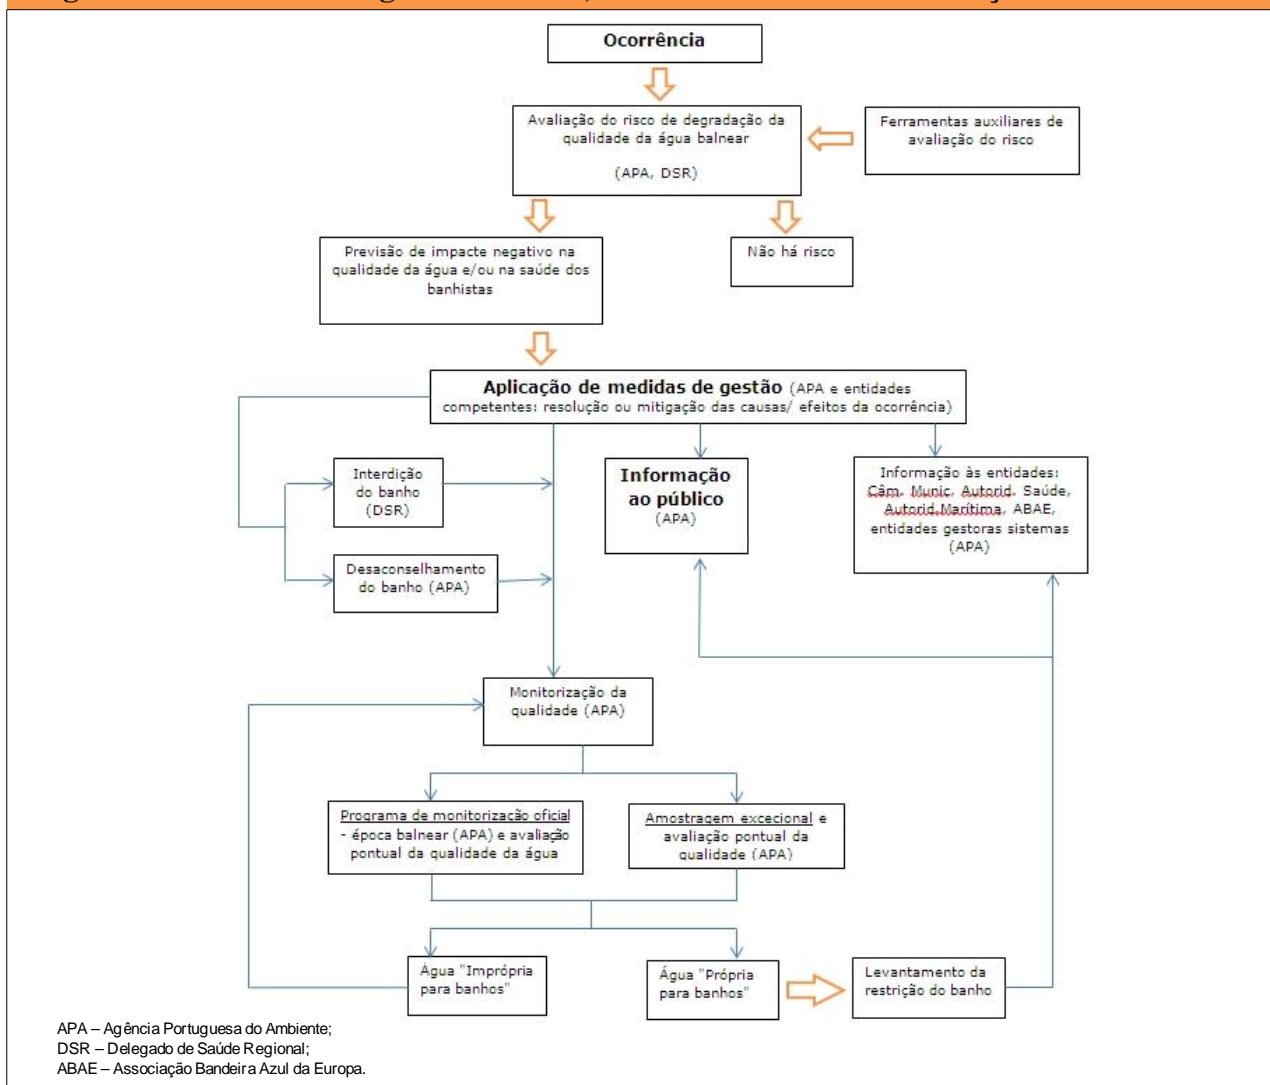 Ocorrência
Avaliação do risco de degradação da
qualidade da água balnear
(APA, DSR)
Ferramentas auxiliares de
avaliação do risco
Previsão de impacte negativo na
qualidade da água e/ou na saúde dos
banhistas
Não há risco
Aplicação de medidas de gestão (APA e entidades
competentes: resolução ou mitigação das causas/ efeitos da ocorrência)
Interdição
do banho
(DSR)
Informação
ao público
(APA)
Informação às entidades:
Câm. Munic, Autorid. Saúde,
Autorid.Marítima, ABAE,
entidades gestoras sistemas
(APA)
Desaconselhamento
do banho (APA)
Monitorização da
qualidade (APA)
Programa de monitorização oficial
- época balnear (APA) e avaliação
pontual da qualidade da água
Amostragem excecional e
avaliação pontual da
qualidade (APA)
Água "Imprópria
para banhos"
Água "Própria
para banhos"
Levantamento da
restrição do banho
APA – Agência Portuguesa do Ambiente;
DSR – Delegado de Saúde Regional;
ABAE – Associação Bandeira Azul da Europa.